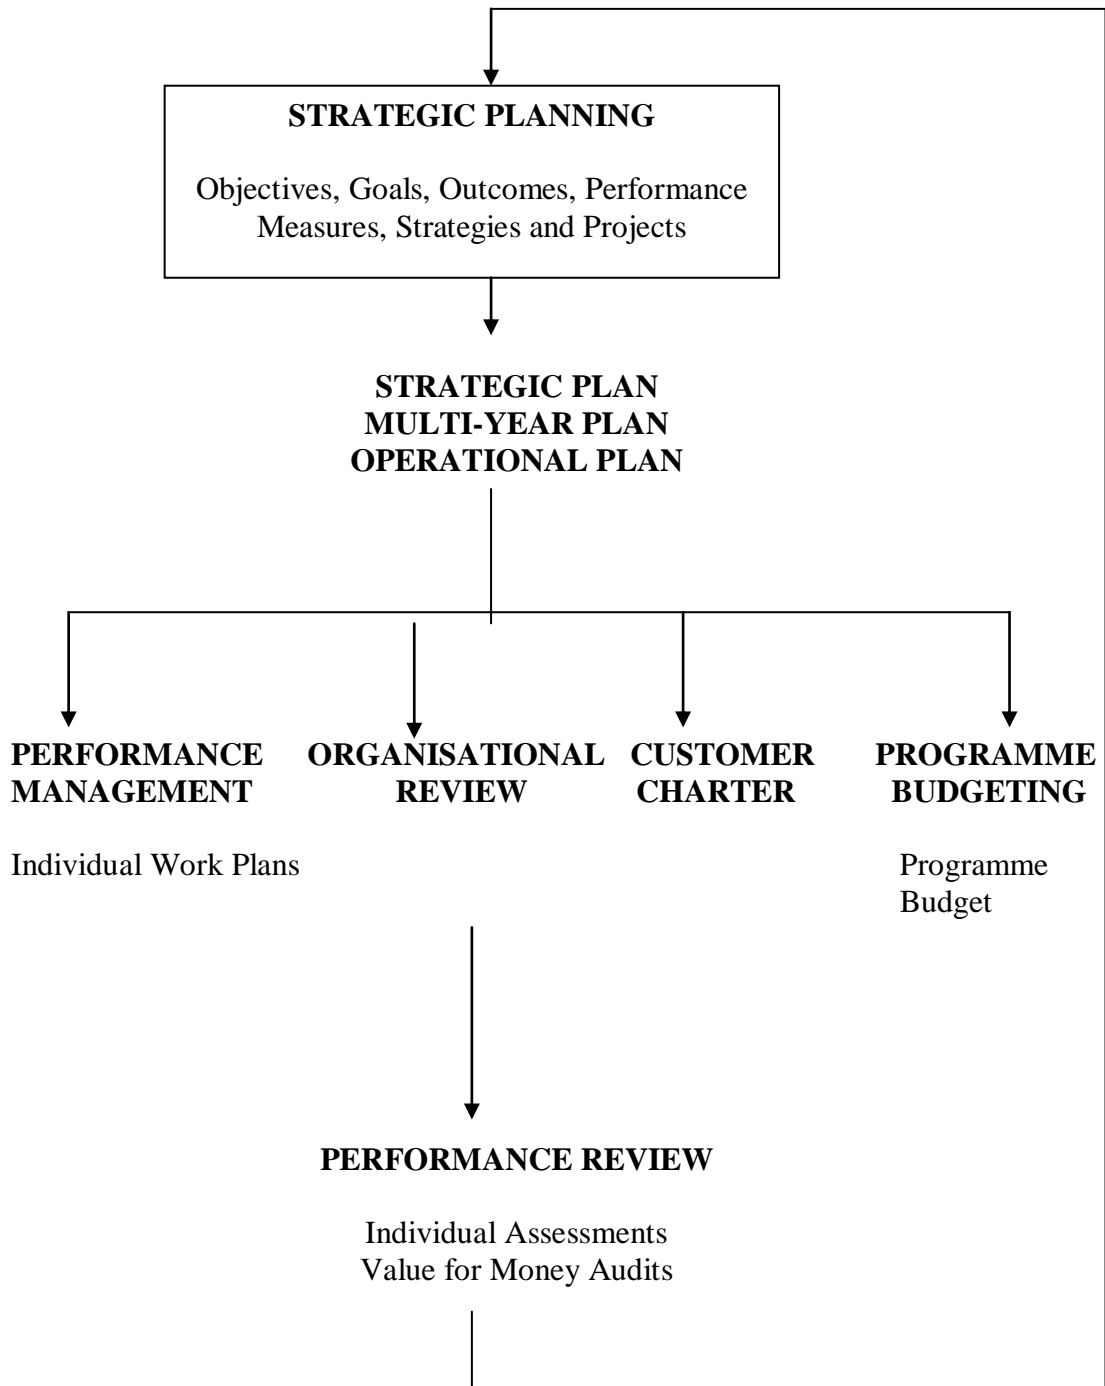 STRATEGIC PLANNING
Objectives, Goals, Outcomes, Performance
Measures, Strategies and Projects
STRATEGIC PLAN
MULTI-YEAR PLAN
OPERATIONAL PLAN
PERFORMANCE
MANAGEMENT
Individual Work Plans
ORGANISATIONAL
REVIEW
CUSTOMER
CHARTER
PROGRAMME
BUDGETING
Programme
Budget
PERFORMANCE REVIEW
Individual Assessments
Value for Money Audits